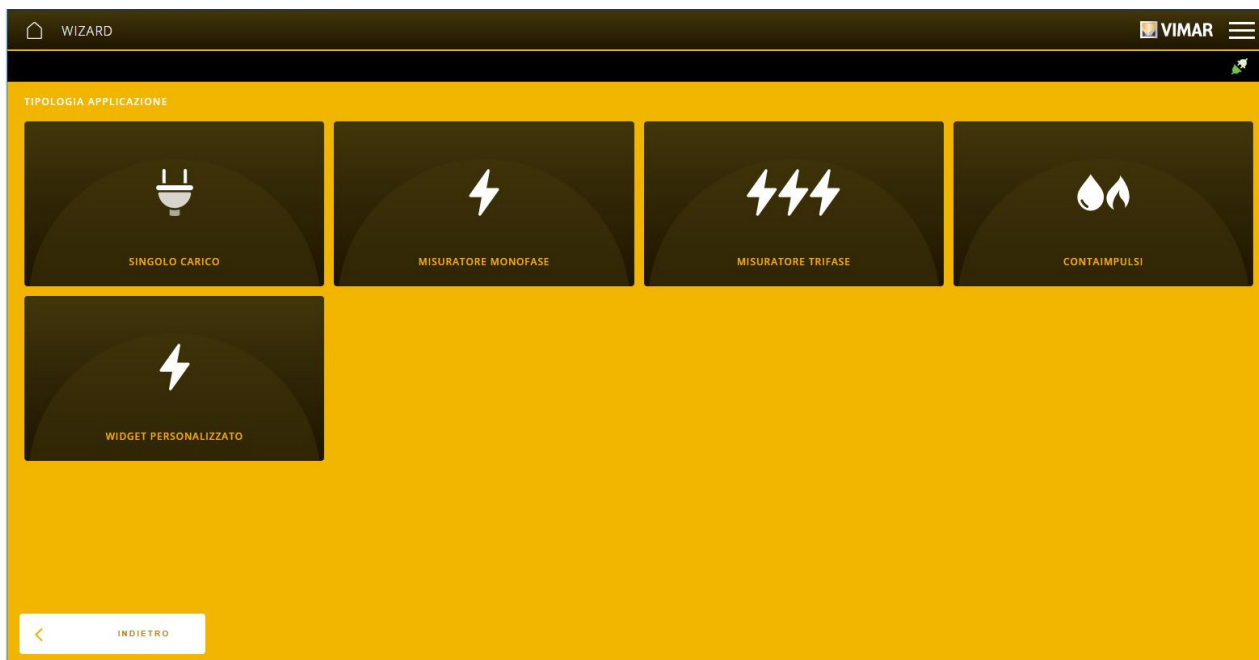 WIZARD
VIMAR
TIPOLOGIA APPLICAZIONE
SINGOLO CARICO
MISURATORE MONOFASE
MISURATORE TRIFASE
CONTAIMPULSI
WIDGET PERSONALIZZATO
INDIETRO